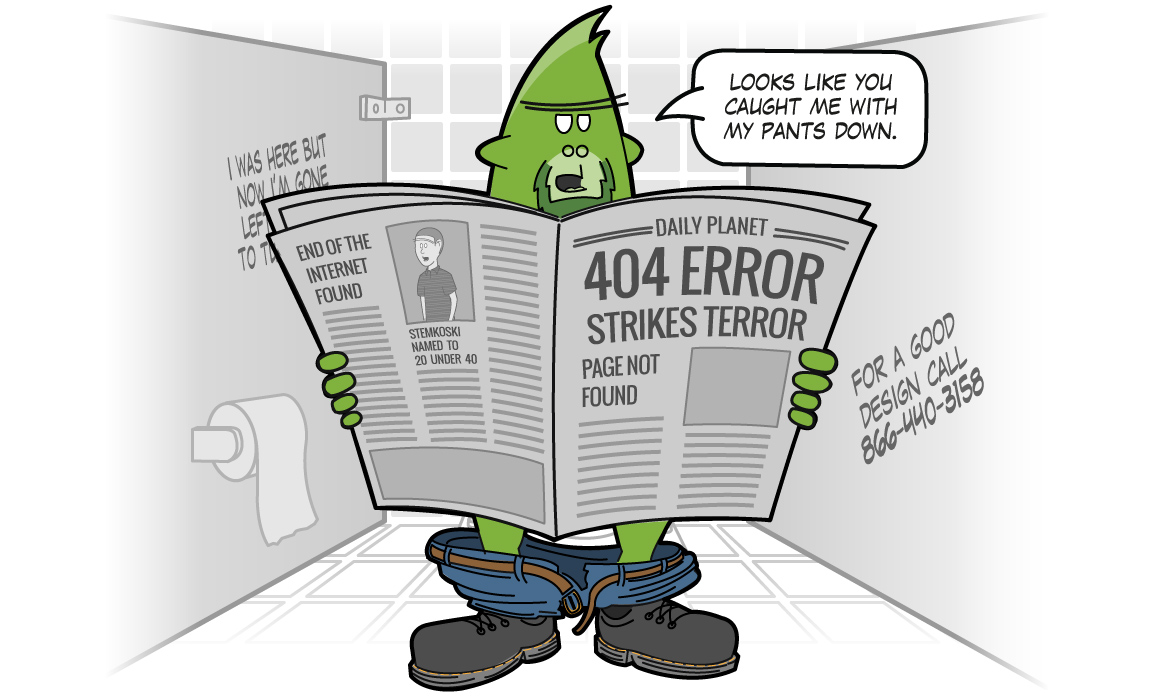 LOOKS LIKE YOU
CAUGHT ME WITH
MY PANTS DOWN.
I WAS HERE BUT
NOW I'M GONE
LEF
TO T
END OF THE
INTERNET
FOUND
STEMKOSKI
NAMED TO
20 UNDER 40
DAILY PLANET
404 ERROR
STRIKES TERROR
PAGE NOT
FOUND
FOR A GOOD
DESIGN CALL
866-440-3158